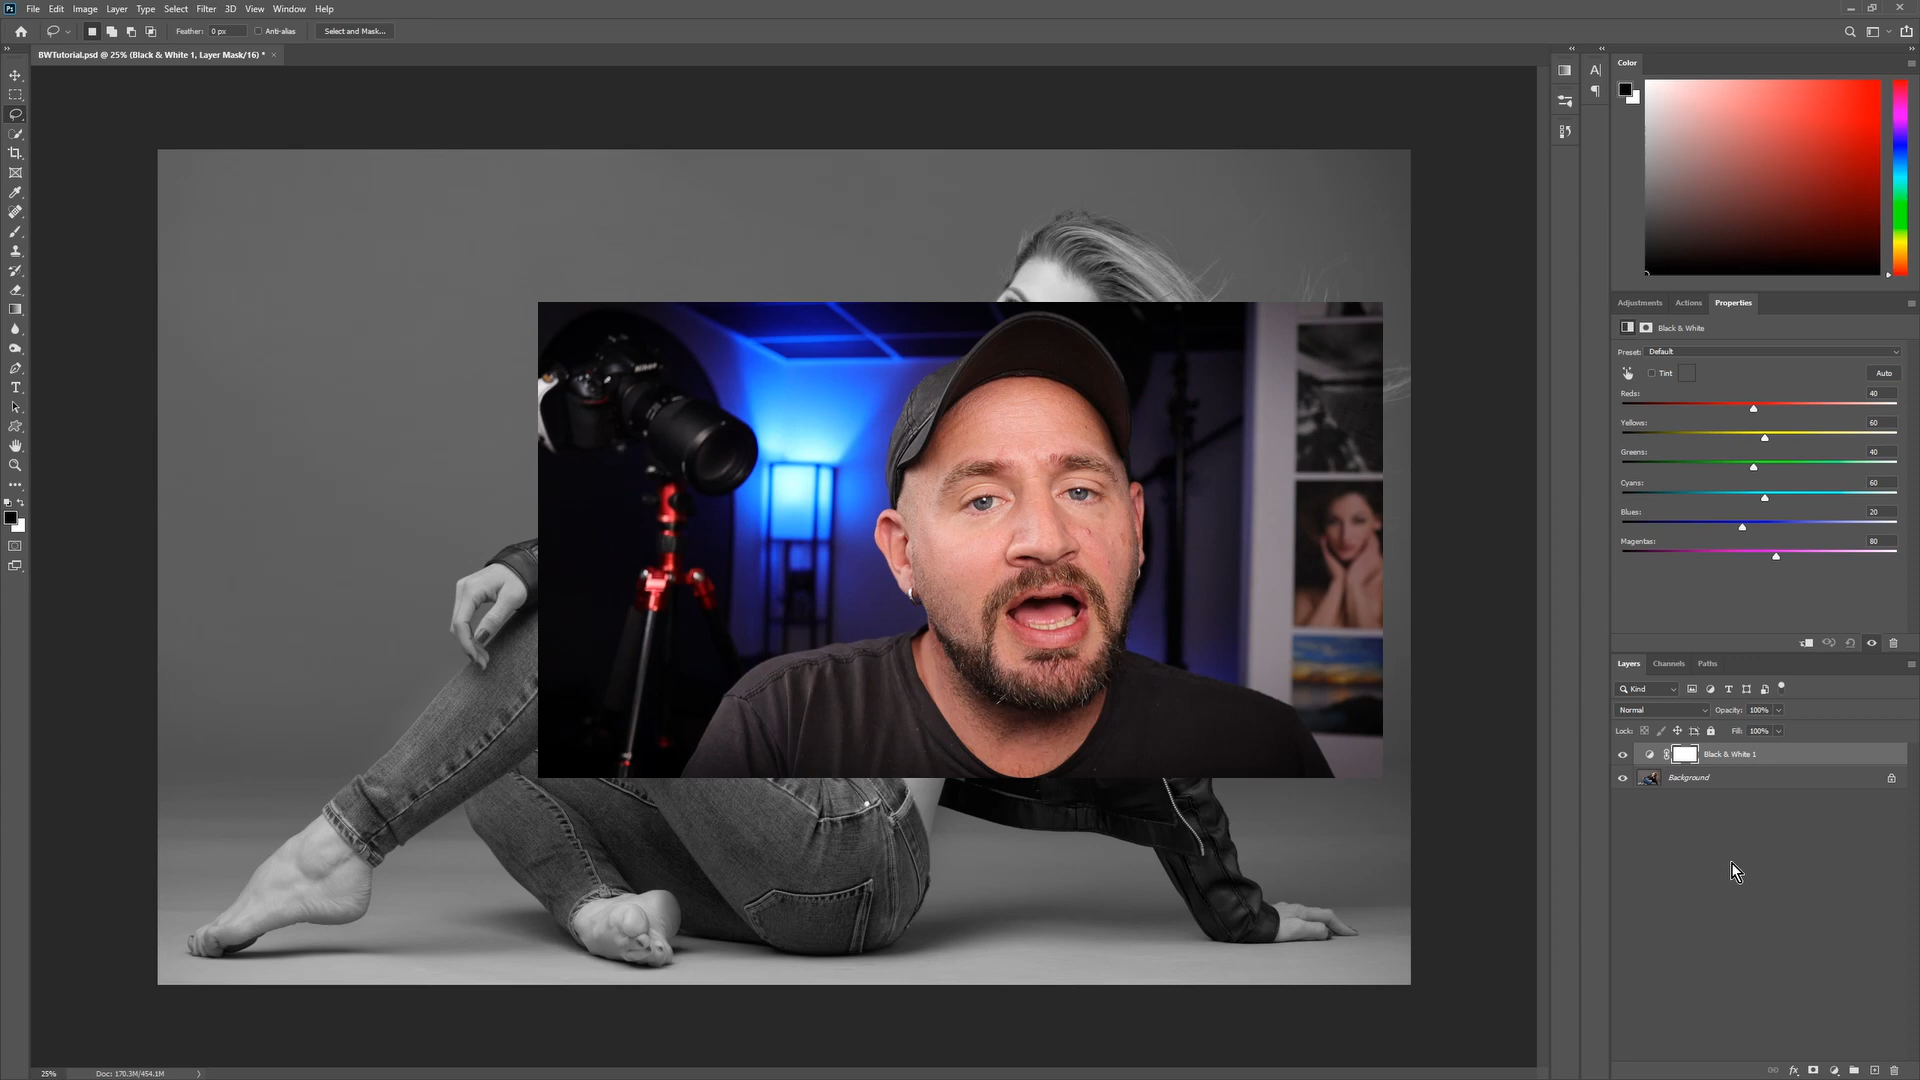 Ps File Edit Image Layer Type Select Filter 3D View Window Help
Feather: 0 px Anti-alias Select and Mask...
BWTutorial.psd @ 25% (Black & White 1, Layer Mask/16) * ×
Color
Adjustments Actions Properties
Black & White
Preset: Default
Tint Auto
Reds: 40
Yellows: 60
Greens: 40
Cyans: 60
Blues: 20
Magentas: 80
Layers Channels Paths
Kind
Normal Opacity: 100%
Lock: Fill: 100%
Black & White 1
Background
Nikon
25% Doc: 170.3M/454.1M